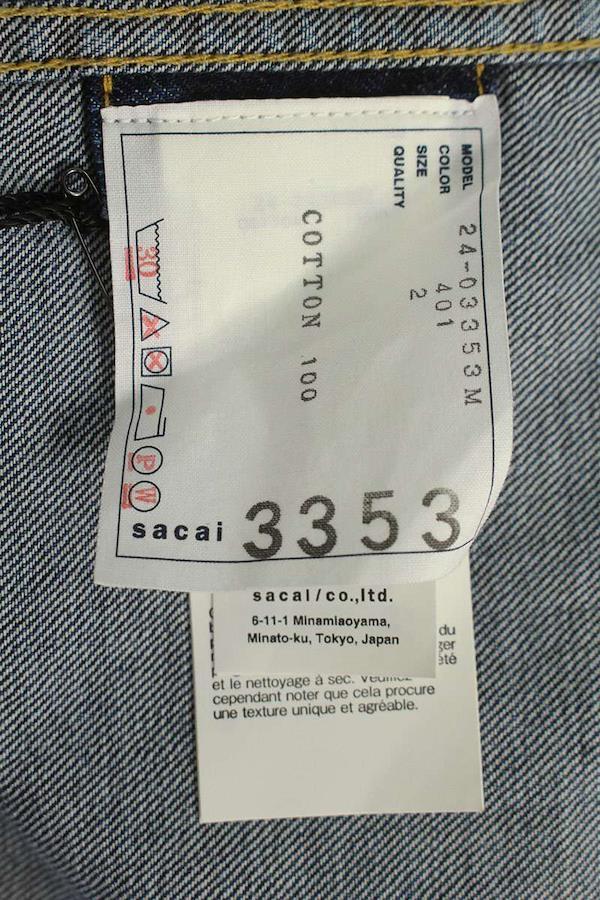 MODEL 24-03353M
COLOR 401
SIZE 2
QUALITY
COTTON 100
30
P
W
sacai 3353
sacai/co.,ltd.
6-11-1 Minamiaoyama,
Minato-ku, Tokyo, Japan
du
ger
été
et le nettoyage à sec. Veuillez
cependant noter que cela procure
une texture unique et agréable.